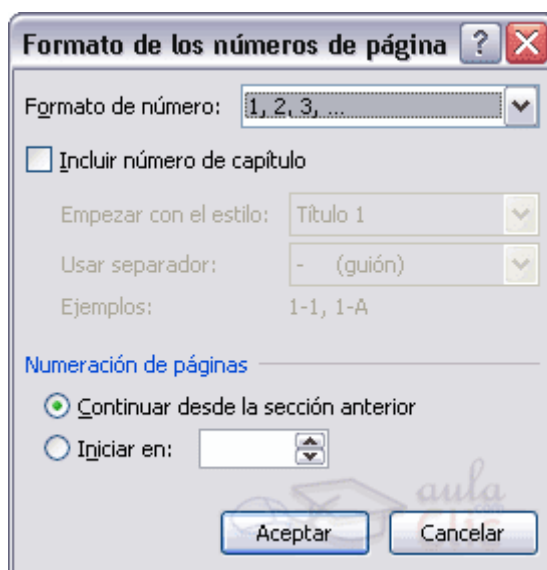 Formato de los números de página
Formato de número: 1, 2, 3, ...
Incluir número de capítulo
Empezar con el estilo: Título 1
Usar separador: - (guión)
Ejemplos: 1-1, 1-A
Numeración de páginas
Continuar desde la sección anterior
Iniciar en:
aula
.com
Clic
Aceptar Cancelar